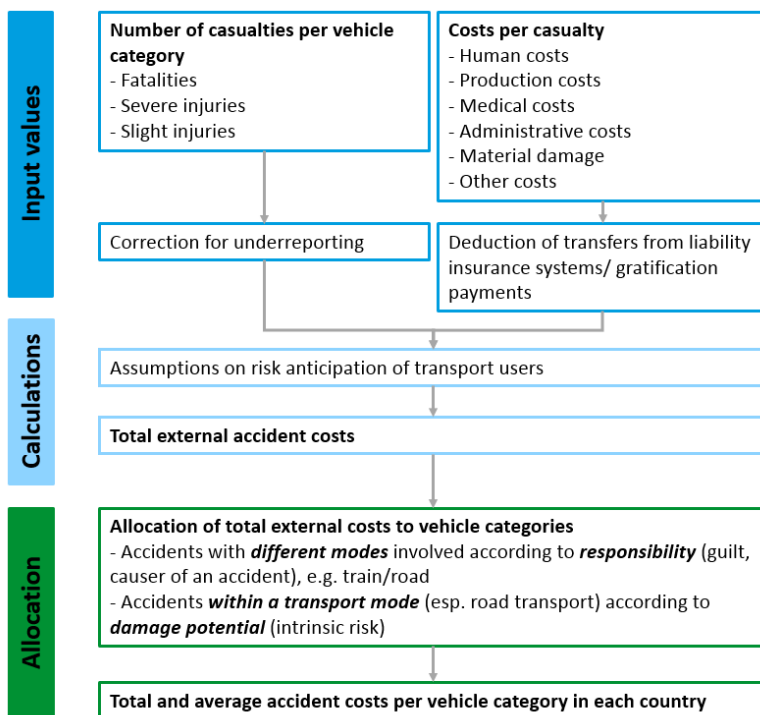 Input values
Number of casualties per vehicle
category
- Fatalities
- Severe injuries
- Slight injuries
Costs per casualty
- Human costs
- Production costs
- Medical costs
- Administrative costs
- Material damage
- Other costs
Correction for underreporting
Deduction of transfers from liability
insurance systems/ gratification
payments
Calculations
Assumptions on risk anticipation of transport users
Total external accident costs
Allocation
Allocation of total external costs to vehicle categories
- Accidents with different modes involved according to responsibility (guilt,
causer of an accident), e.g. train/road
- Accidents within a transport mode (esp. road transport) according to
damage potential (intrinsic risk)
Total and average accident costs per vehicle category in each country